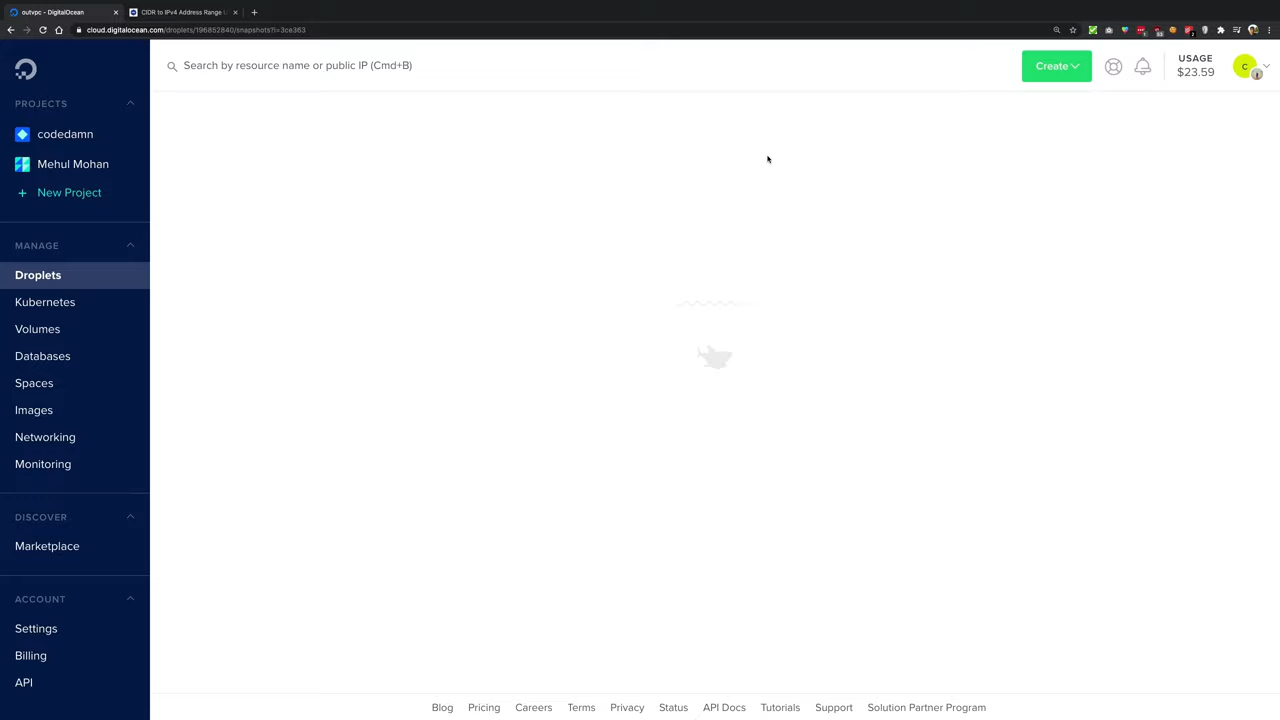 outvpc - DigitalOcean
CIDR to IPv4 Address Range U
cloud.digitalocean.com/droplets/196852840/snapshots?i=3ce363
Search by resource name or public IP (Cmd+B)
Create
USAGE
$23.59
C
PROJECTS
codedamn
Mehul Mohan
+ New Project
MANAGE
Droplets
Kubernetes
Volumes
Databases
Spaces
Images
Networking
Monitoring
DISCOVER
Marketplace
ACCOUNT
Settings
Billing
API
Blog Pricing Careers Terms Privacy Status API Docs Tutorials Support Solution Partner Program